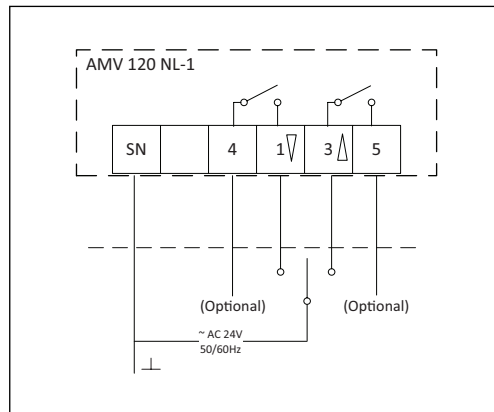 AMV 120 NL-1
SN 4 1 3 5
(Optional) (Optional)
~ AC 24V
50/60Hz